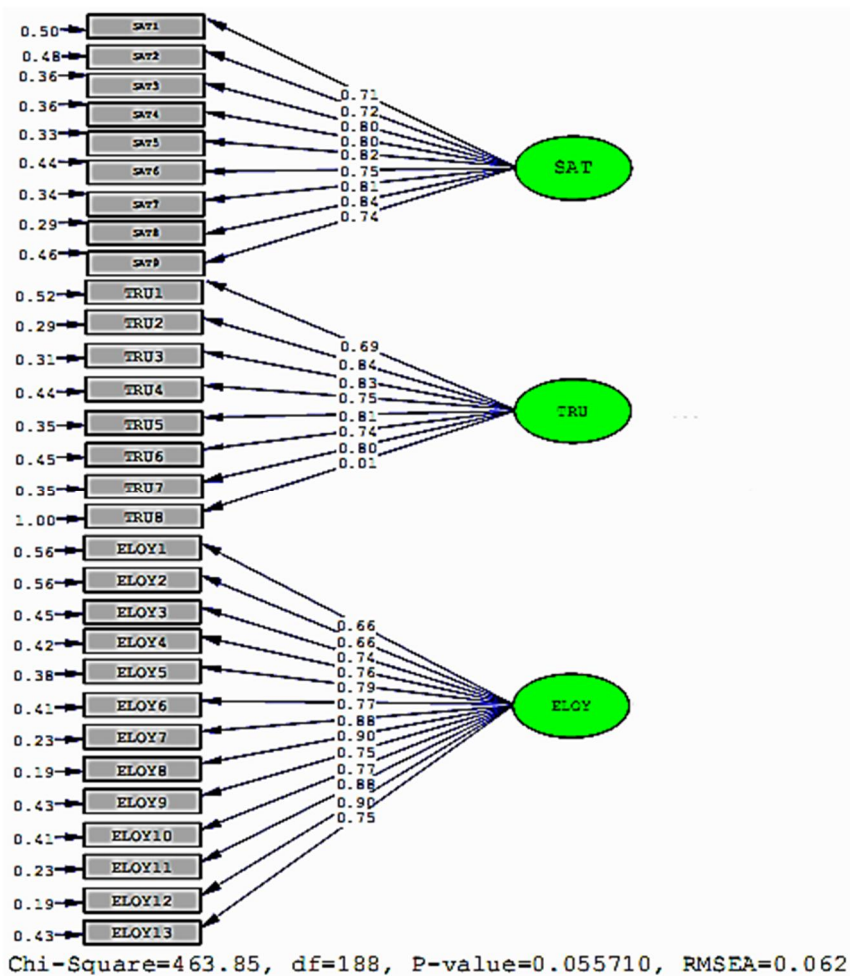 0.50 SAT1
0.48 SAT2
0.36 SAT3
0.36 SAT4
0.33 SAT5
0.44 SAT6
0.34 SAT7
0.29 SAT8
0.46 SAT9
0.71
0.72
0.80
0.80
0.82
0.75
0.81
0.84
0.74
SAT
0.52 TRU1
0.29 TRU2
0.31 TRU3
0.44 TRU4
0.35 TRU5
0.45 TRU6
0.35 TRU7
1.00 TRU8
0.69
0.84
0.83
0.75
0.81
0.74
0.80
0.01
TRU
0.56 ELOY1
0.56 ELOY2
0.45 ELOY3
0.42 ELOY4
0.38 ELOY5
0.41 ELOY6
0.23 ELOY7
0.19 ELOY8
0.43 ELOY9
0.41 ELOY10
0.23 ELOY11
0.19 ELOY12
0.43 ELOY13
0.66
0.66
0.74
0.76
0.79
0.77
0.88
0.90
0.75
0.77
0.88
0.90
0.75
ELOY
Chi-Square=463.85, df=188, P-value=0.055710, RMSEA=0.062